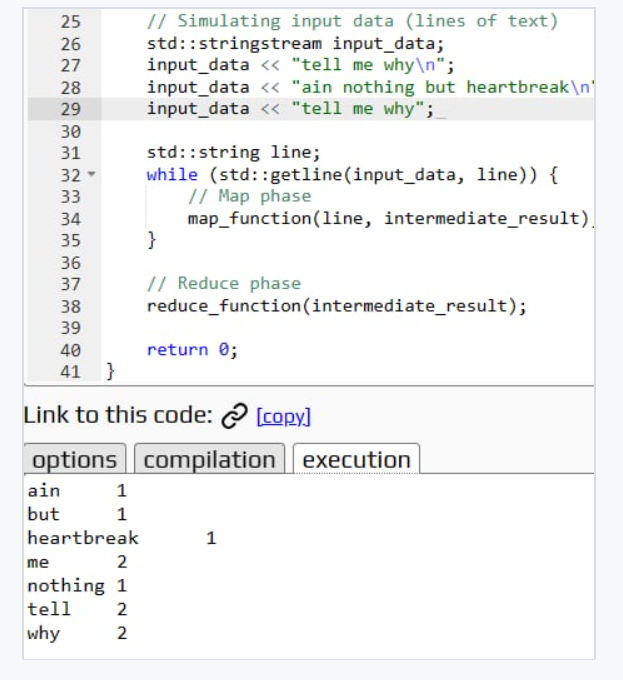 25 // Simulating input data (lines of text)
26 std::stringstream input_data;
27 input_data << "tell me why\n";
28 input_data << "ain nothing but heartbreak\n"
29 input_data << "tell me why";
30
31 std::string line;
32 while (std::getline(input_data, line)) {
33 // Map phase
34 map_function(line, intermediate_result);
35 }
36
37 // Reduce phase
38 reduce_function(intermediate_result);
39
40 return 0;
41 }
Link to this code: [copy]
options compilation execution
ain 1
but 1
heartbreak 1
me 2
nothing 1
tell 2
why 2